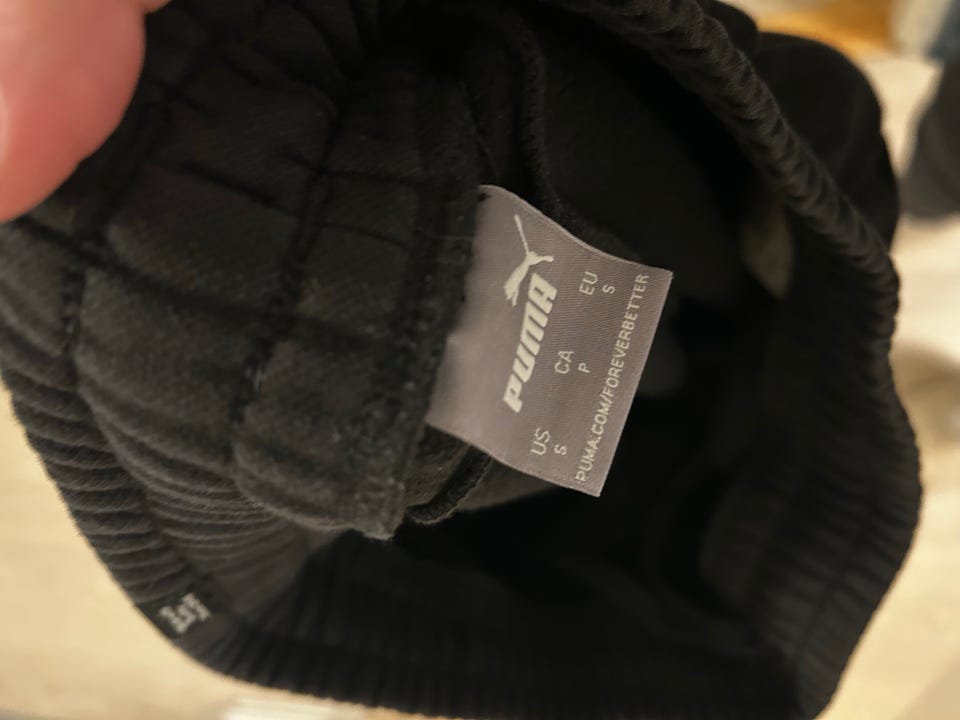 PUMA
US CA EU
S P S
PUMA.COM/FOREVERBETTER